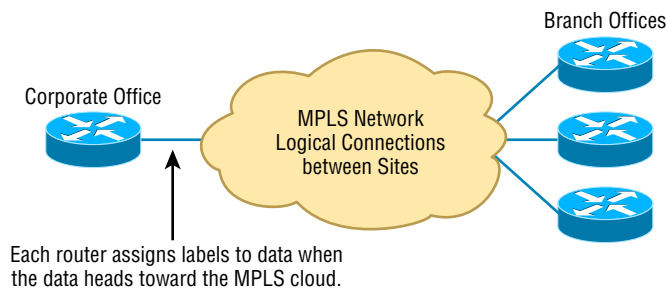 Branch Offices
Corporate Office
MPLS Network
Logical Connections
between Sites
Each router assigns labels to data when
the data heads toward the MPLS cloud.